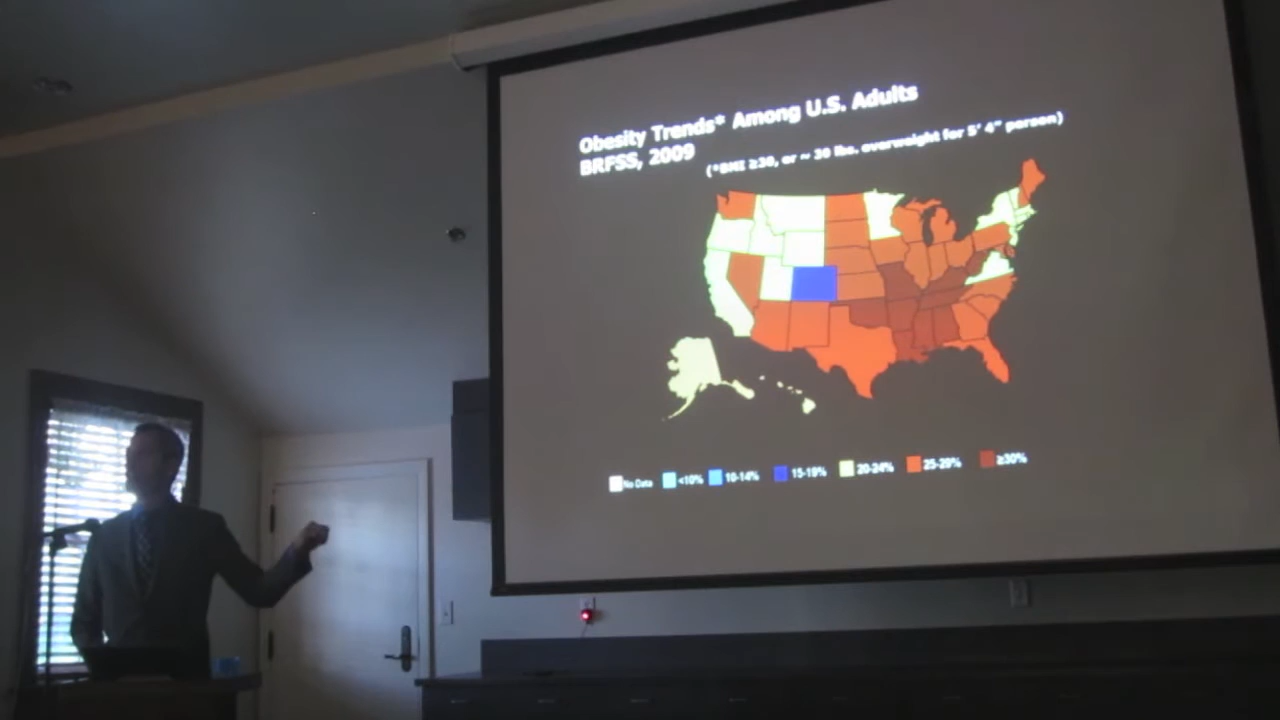 Obesity Trends* Among U.S. Adults
BRFSS, 2009
(*BMI ≥30, or ~ 30 lbs. overweight for 5' 4" person)
No Data <10% 10-14% 15-19% 20-24% 25-29% ≥30%